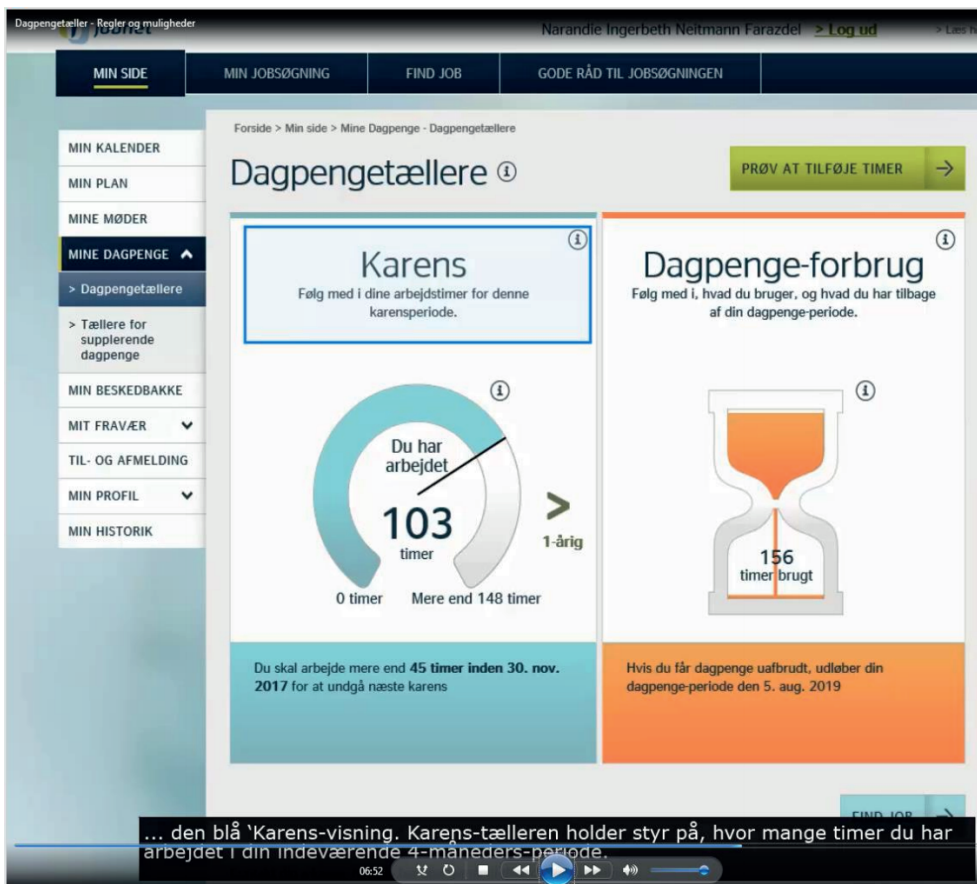 Dagpengetæller - Regler og muligheder
jobnet
Narandie Ingerbeth Neitmann Farazdel > Log ud > Læs
MIN SIDE MIN JOBSØGNING FIND JOB GODE RÅD TIL JOBSØGNINGEN
MIN KALENDER
MIN PLAN
MINE MØDER
MINE DAGPENGE
> Dagpengetællere
> Tællere for
supplerende
dagpenge
MIN BESKEDBAKKE
MIT FRAVÆR
TIL- OG AFMELDING
MIN PROFIL
MIN HISTORIK
Forside > Min side > Mine Dagpenge - Dagpengetællere
Dagpengetællere
PRØV AT TILFØJE TIMER
Karens
Følg med i dine arbejdstimer for denne
karensperiode.
Du har
arbejdet
103
timer
0 timer Mere end 148 timer
>
1-årig
Du skal arbejde mere end 45 timer inden 30. nov.
2017 for at undgå næste karens
Dagpenge-forbrug
Følg med i, hvad du bruger, og hvad du har tilbage
af din dagpenge-periode.
156
timer brugt
Hvis du får dagpenge uafbrudt, udløber din
dagpenge-periode den 5. aug. 2019
FIND JOB
... den blå ‘Karens-visning. Karens-tælleren holder styr på, hvor mange timer du har
arbejdet i din indeværende 4-måneders-periode.
06:52